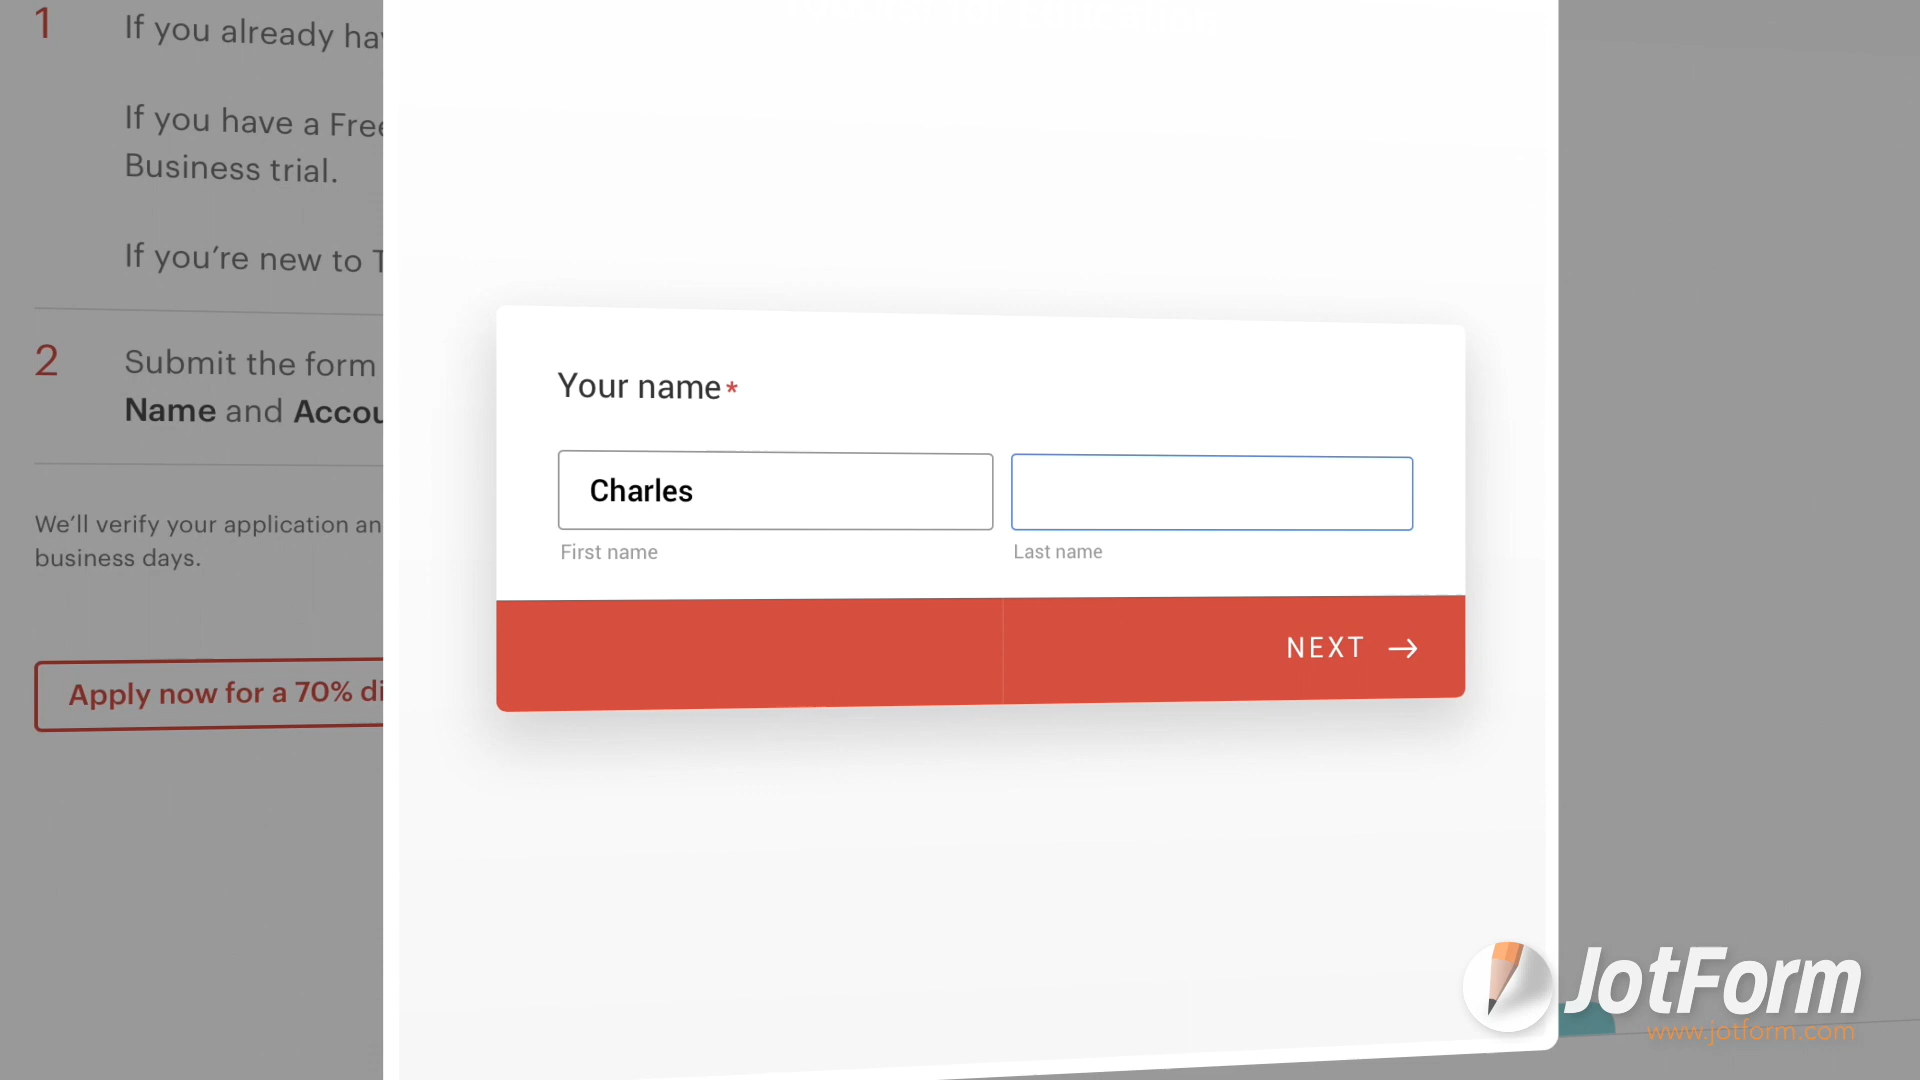 1
If you already hav
If you have a Free
Business trial.
If you’re new to T
2
Submit the form
Name and Accou
We’ll verify your application an
business days.
Apply now for a 70% di
Your name*
Charles
First name
Last name
NEXT →
JotForm
www.jotform.com